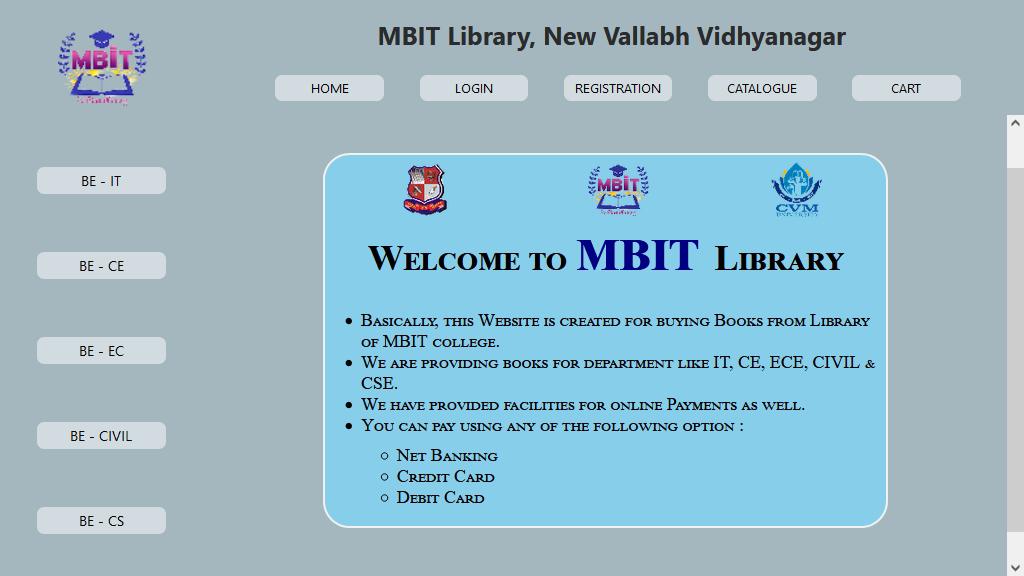 MBIT
MBIT Library, New Vallabh Vidhyanagar
HOME LOGIN REGISTRATION CATALOGUE CART
BE - IT
BE - CE
BE - EC
BE - CIVIL
BE - CS
MBIT
CVM
UNIVERSITY
Welcome to MBIT Library
• Basically, this Website is created for buying Books from Library
of MBIT college.
• We are providing books for department like IT, CE, ECE, CIVIL &
CSE.
• We have provided facilities for online Payments as well.
• You can pay using any of the following option :
○ Net Banking
○ Credit Card
○ Debit Card